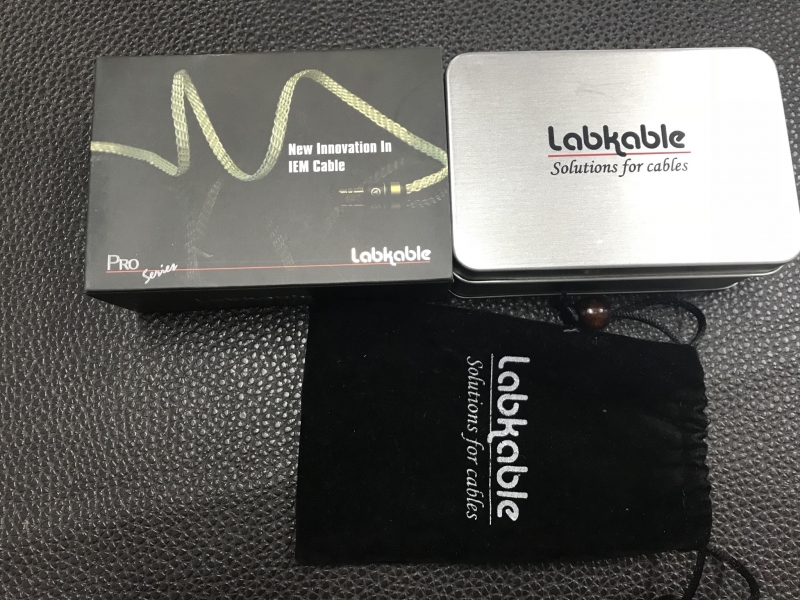 New Innovation In
IEM Cable
Pro
Series
Labkable
Labkable
Solutions for cables
Labkable
Solutions for cables